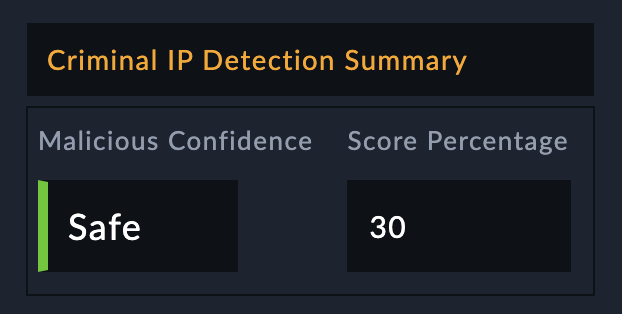 Criminal IP Detection Summary
Malicious Confidence Score Percentage
Safe 30